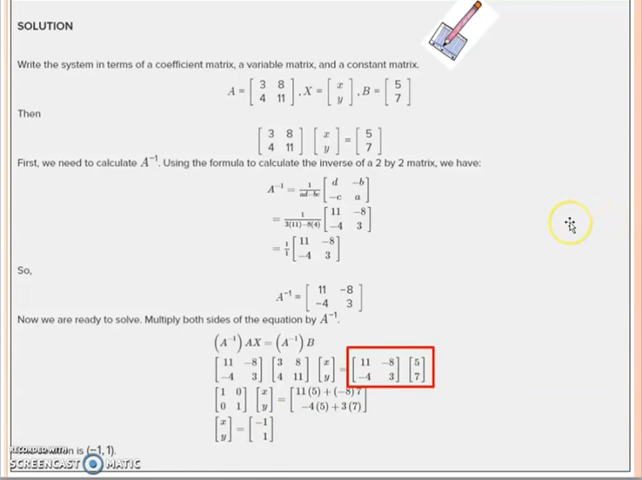 SOLUTION
Write the system in terms of a coefficient matrix, a variable matrix, and a constant matrix.
A = [ 3 8 ; 4 11 ], X = [ x ; y ], B = [ 5 ; 7 ]
Then
[ 3 8 ; 4 11 ] [ x ; y ] = [ 5 ; 7 ]
First, we need to calculate A⁻¹. Using the formula to calculate the inverse of a 2 by 2 matrix, we have:
A⁻¹ = 1/(ad−bc) [ d −b ; −c a ]
= 1/(3(11)−8(4)) [ 11 −8 ; −4 3 ]
= 1/1 [ 11 −8 ; −4 3 ]
So,
A⁻¹ = [ 11 −8 ; −4 3 ]
Now we are ready to solve. Multiply both sides of the equation by A⁻¹.
(A⁻¹) AX = (A⁻¹) B
[ 11 −8 ; −4 3 ] [ 3 8 ; 4 11 ] [ x ; y ] = [ 11 −8 ; −4 3 ] [ 5 ; 7 ]
[ 1 0 ; 0 1 ] [ x ; y ] = [ 11(5) + (−8)7 ; −4(5) + 3(7) ]
[ x ; y ] = [ −1 ; 1 ]
is (−1, 1).
RECORDED WITH
SCREENCAST MATIC